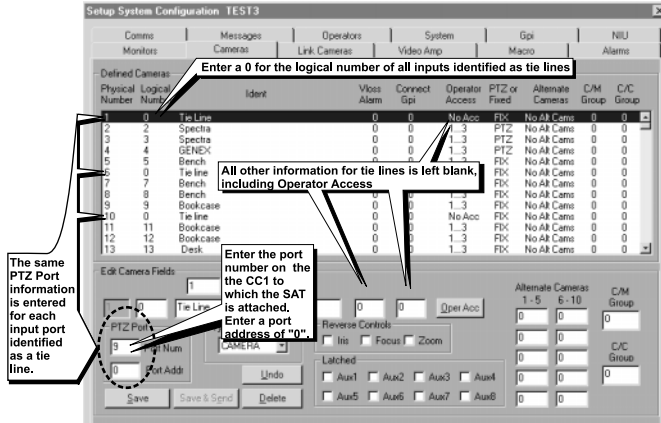 Setup System Configuration TEST3
Comms Messages Operators System Gpi NIU
Monitors Cameras Link Cameras Video Amp Macro Alarms
Enter a 0 for the logical number of all inputs identified as tie lines
Defined Cameras
Physical Number Logical Number Ident Vloss Alarm Connect Gpi Operator Access PTZ or Fixed Alternate Cameras C/M Group C/C Group
1 0 Tie Line 0 0 No Acc FIX No Alt Cams 0 0
2 2 Spectra 0 0 1...3 PTZ No Alt Cams 0 0
3 3 Spectra 0 0 1...3 PTZ No Alt Cams 0 0
4 4 GENEX 0 0 1...3 PTZ No Alt Cams 0 0
5 5 Bench FIX No Alt Cams 0 0
6 0 Tie line FIX No Alt Cams 0 0
7 7 Bench FIX No Alt Cams 0 0
8 8 Bench 0 0 1...3 FIX No Alt Cams 0 0
9 9 Bookcase 0 0 1...3 FIX No Alt Cams 0 0
10 0 Tie line 0 0 No Acc FIX No Alt Cams 0 0
11 11 Bookcase 0 0 1...3 FIX No Alt Cams 0 0
12 12 Bookcase 0 0 1...3 FIX No Alt Cams 0 0
13 13 Desk 0 0 1...3 FIX No Alt Cams 0 0
All other information for tie lines is left blank,
including Operator Access
The same
PTZ Port
information
is entered
for each
input port
identified
as a tie
line.
Enter the port
number on the
the CC1 to
which the SAT
is attached.
Enter a port
address of "0".
Edit Camera Fields
1
0 Tie Line 0 0 Oper Acc
PTZ Port
9 Port Num
0 Port Addr
CAMERA
Undo
Save Save & Send Delete
Reverse Controls
Iris Focus Zoom
Latched
Aux1 Aux2 Aux3 Aux4
Aux5 Aux6 Aux7 Aux8
Alternate Cameras
1 - 5 6 - 10
0 0
0 0
0 0
0 0
0 0
C/M
Group
0
C/C
Group
0